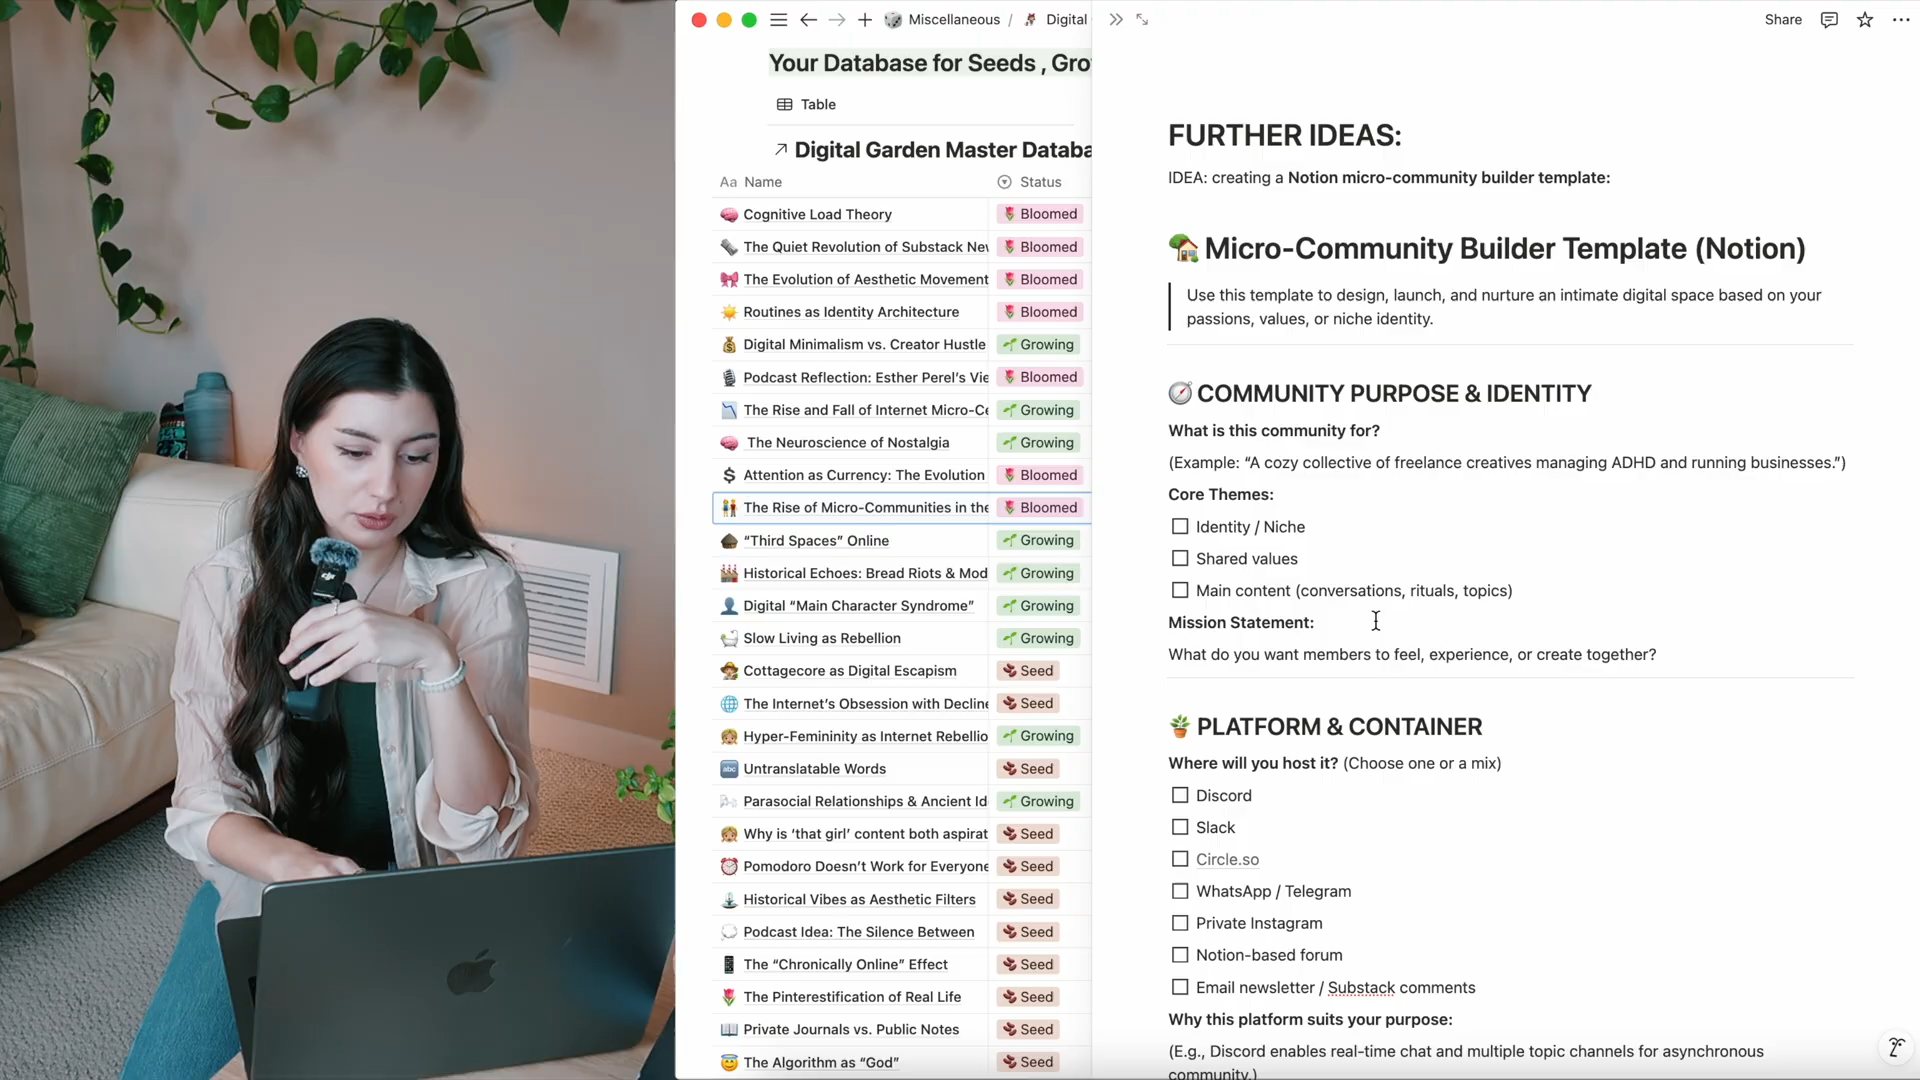 Miscellaneous / Digital
Share
Your Database for Seeds , Gro
Table
Digital Garden Master Databa
Aa Name Status
Cognitive Load Theory Bloomed
The Quiet Revolution of Substack Nev Bloomed
The Evolution of Aesthetic Movement Bloomed
Routines as Identity Architecture Bloomed
Digital Minimalism vs. Creator Hustle Growing
Podcast Reflection: Esther Perel's Vie Bloomed
The Rise and Fall of Internet Micro-Ce Growing
The Neuroscience of Nostalgia Growing
Attention as Currency: The Evolution Bloomed
The Rise of Micro-Communities in the Bloomed
“Third Spaces” Online Growing
Historical Echoes: Bread Riots & Mod Growing
Digital “Main Character Syndrome” Growing
Slow Living as Rebellion Growing
Cottagecore as Digital Escapism Seed
The Internet's Obsession with Decline Seed
Hyper-Femininity as Internet Rebellio Growing
abc Untranslatable Words Seed
Parasocial Relationships & Ancient Id Growing
Why is ‘that girl’ content both aspirat Seed
Pomodoro Doesn't Work for Everyone Seed
Historical Vibes as Aesthetic Filters Seed
Podcast Idea: The Silence Between Seed
The “Chronically Online” Effect Seed
The Pinterestification of Real Life Seed
Private Journals vs. Public Notes Seed
The Algorithm as “God” Seed
FURTHER IDEAS:
IDEA: creating a Notion micro-community builder template:
Micro-Community Builder Template (Notion)
Use this template to design, launch, and nurture an intimate digital space based on your
passions, values, or niche identity.
COMMUNITY PURPOSE & IDENTITY
What is this community for?
(Example: “A cozy collective of freelance creatives managing ADHD and running businesses.”)
Core Themes:
Identity / Niche
Shared values
Main content (conversations, rituals, topics)
Mission Statement:
What do you want members to feel, experience, or create together?
PLATFORM & CONTAINER
Where will you host it? (Choose one or a mix)
Discord
Slack
Circle.so
WhatsApp / Telegram
Private Instagram
Notion-based forum
Email newsletter / Substack comments
Why this platform suits your purpose:
(E.g., Discord enables real-time chat and multiple topic channels for asynchronous
community.)
dji